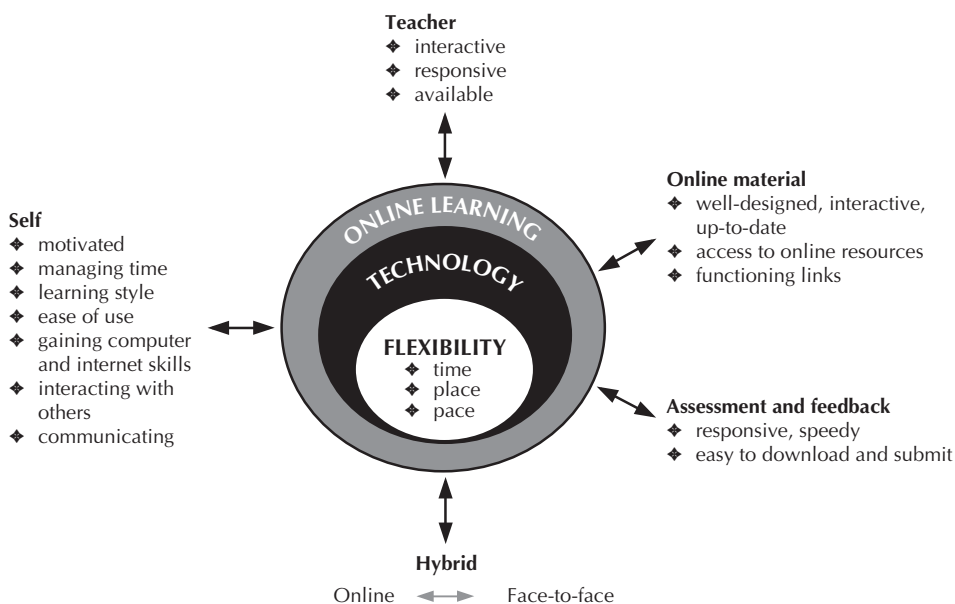 Teacher
❖ interactive
❖ responsive
❖ available
Online material
❖ well-designed, interactive,
up-to-date
❖ access to online resources
❖ functioning links
Self
❖ motivated
❖ managing time
❖ learning style
❖ ease of use
❖ gaining computer
and internet skills
❖ interacting with
others
❖ communicating
ONLINE LEARNING
TECHNOLOGY
FLEXIBILITY
❖ time
❖ place
❖ pace
Assessment and feedback
❖ responsive, speedy
❖ easy to download and submit
Hybrid
Online Face-to-face